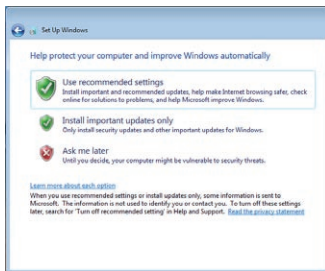 Set Up Windows
Help protect your computer and improve Windows automatically
Use recommended settings
Install important and recommended updates, help make Internet browsing safer, check
online for solutions to problems, and help Microsoft improve Windows.
Install important updates only
Only install security updates and other important updates for Windows.
Ask me later
Until you decide, your computer might be vulnerable to security threats.
Learn more about each option
When you use recommended settings or install updates only, some information is sent to
Microsoft. The information is not used to identify you or contact you. To turn off these settings
later, search for 'Turn off recommended setting' in Help and Support. Read the privacy statement